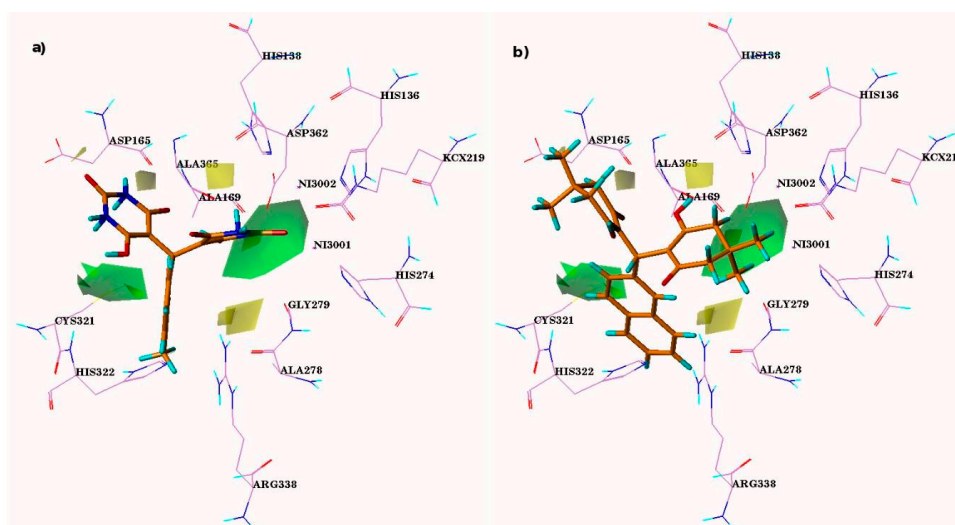 a)
HIS138
HIS136
ASP362
ASP165
ALA365
KCX219
NI3002
ALA169
NI3001
HIS274
GLY279
CYS321
HIS322
ALA278
ARG338
b)
HIS138
HIS136
ASP362
ASP165
ALA365
KCX21
NI3002
ALA169
NI3001
HIS274
GLY279
CYS321
HIS322
ALA278
ARG338